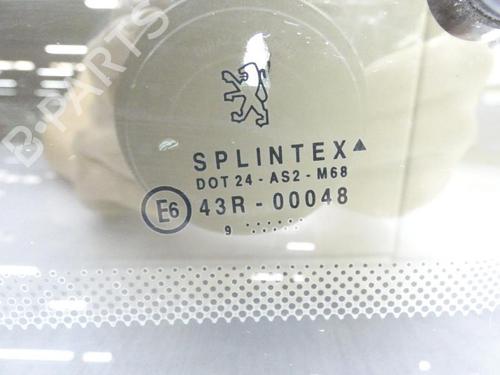 B-PARTS
SPLINTEX
DOT 24 - AS2 - M68
E6 43R - 00048
9 ......